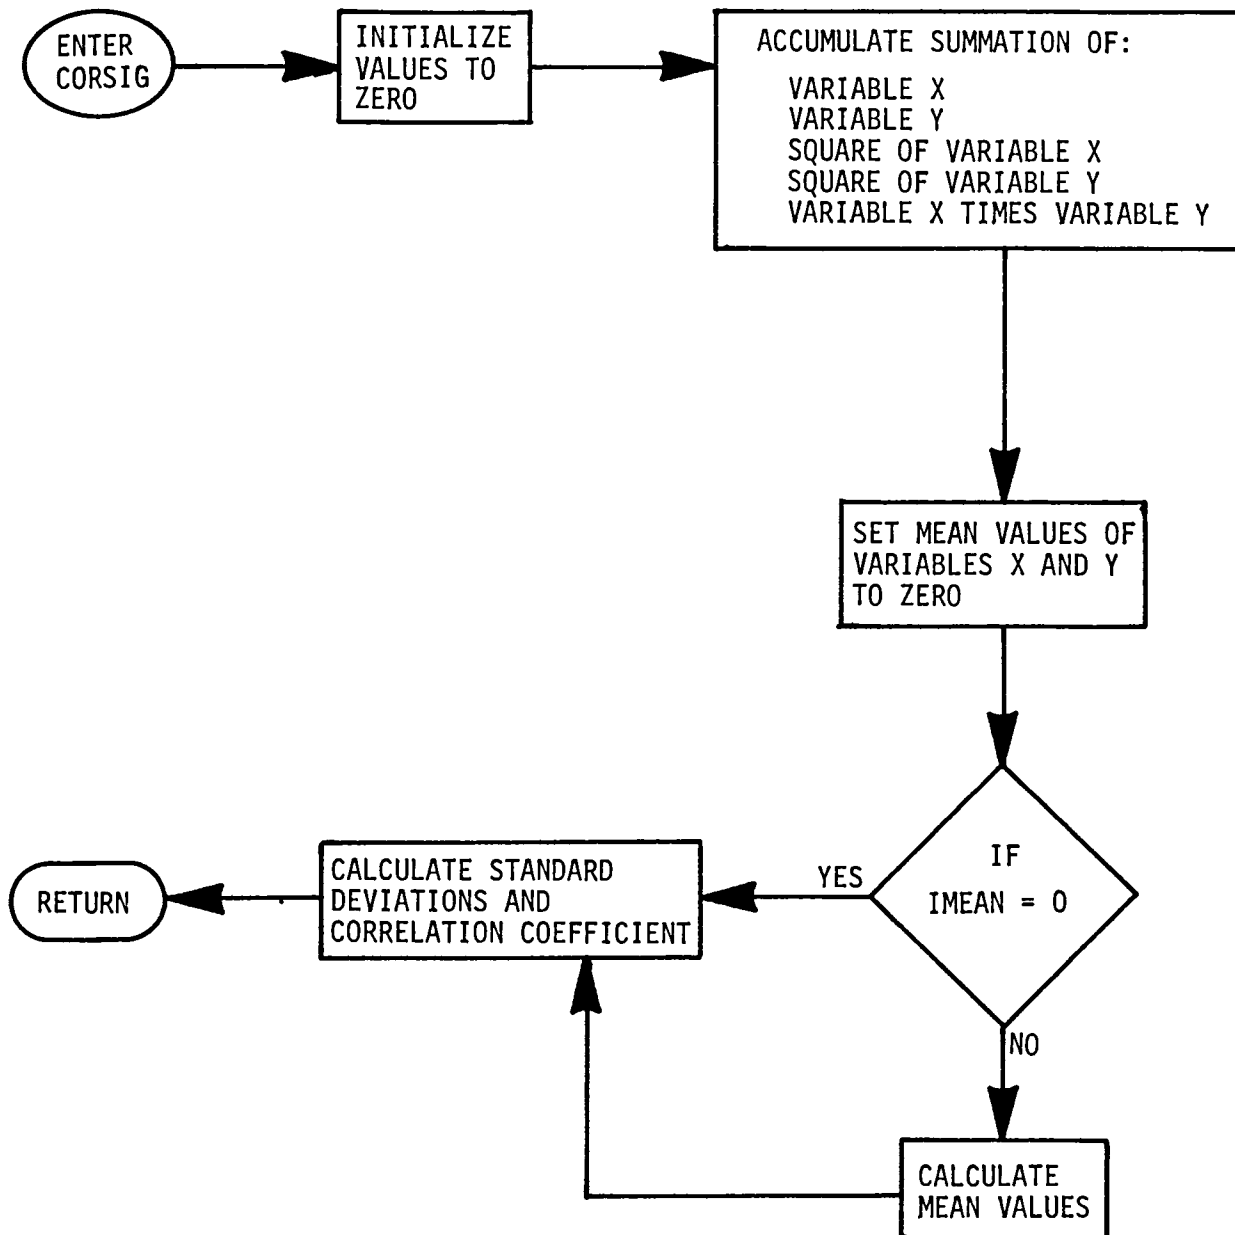 ENTER
CORSIG
INITIALIZE
VALUES TO
ZERO
ACCUMULATE SUMMATION OF:
VARIABLE X
VARIABLE Y
SQUARE OF VARIABLE X
SQUARE OF VARIABLE Y
VARIABLE X TIMES VARIABLE Y
SET MEAN VALUES OF
VARIABLES X AND Y
TO ZERO
IF
IMEAN = 0
YES
CALCULATE STANDARD
DEVIATIONS AND
CORRELATION COEFFICIENT
RETURN
NO
CALCULATE
MEAN VALUES